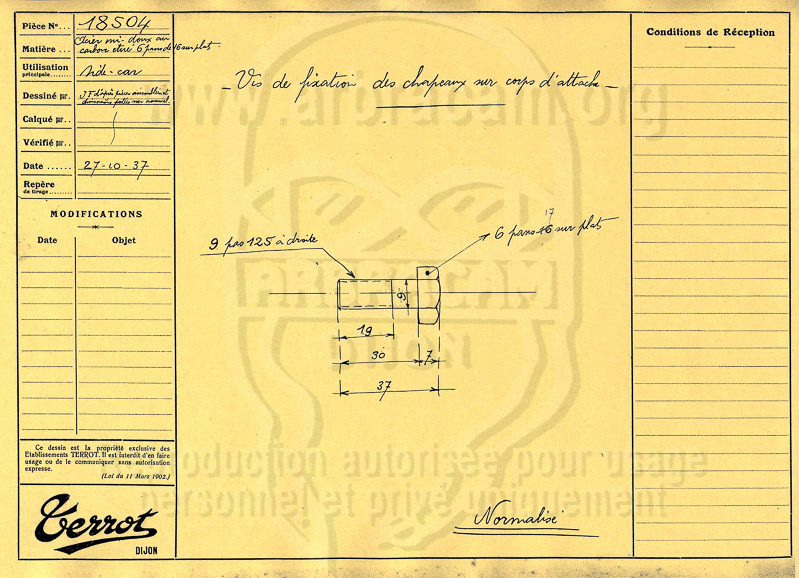 Pièce N°... 18504
Matière ... Acier mi-doux au
carbone étiré 6 pans de 16 sur plat
Utilisation
principale....... Side-car
Dessiné par. J.F. d'après pièces
Calqué par..
Vérifié par..
Date ..... 27-10-37
Repère
de tirage........
MODIFICATIONS
Date Objet
- Vis de fixation des chapeaux sur corps d'attache -
9 pas 125 à droite
17
6 pans 16 sur plat
9
19
30 7
37
Normalisé
Ce dessin est la propriété exclusive des
Etablissements TERROT. Il est interdit d'en faire
usage ou de le communiquer sans autorisation
expresse.
(Loi du 11 Mars 1902.)
Terrot
DIJON
Conditions de Réception
www.arbracam.org
ARBRACAM
DIJON
Reproduction autorisée pour usage
personnel et privé uniquement